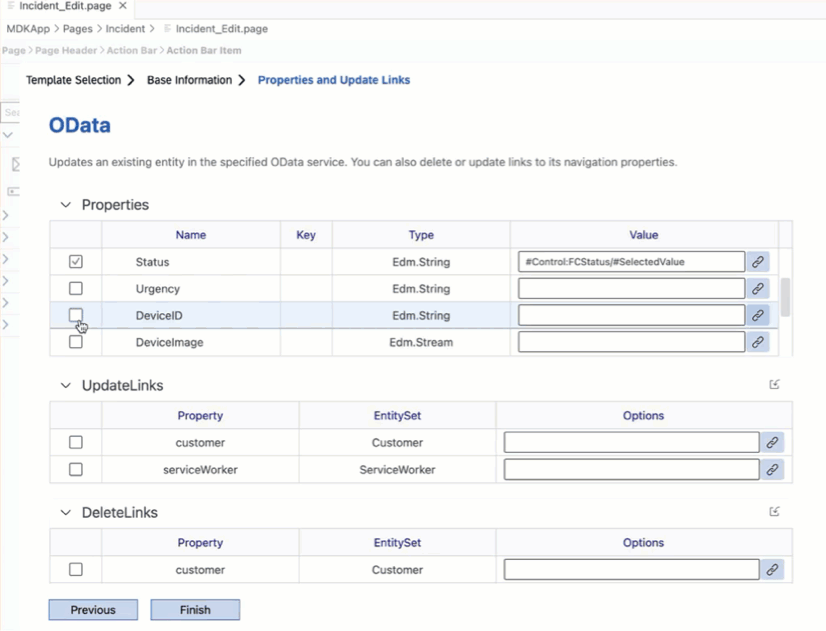 Incident_Edit.page ×
MDKApp > Pages > Incident > Incident_Edit.page
Page > Page Header > Action Bar > Action Bar Item
Template Selection > Base Information > Properties and Update Links
Sea
OData
Updates an existing entity in the specified OData service. You can also delete or update links to its navigation properties.
Properties
Name Key Type Value
Status Edm.String #Control:FCStatus/#SelectedValue
Urgency Edm.String
DeviceID Edm.String
DeviceImage Edm.Stream
UpdateLinks
Property EntitySet Options
customer Customer
serviceWorker ServiceWorker
DeleteLinks
Property EntitySet Options
customer Customer
Previous Finish